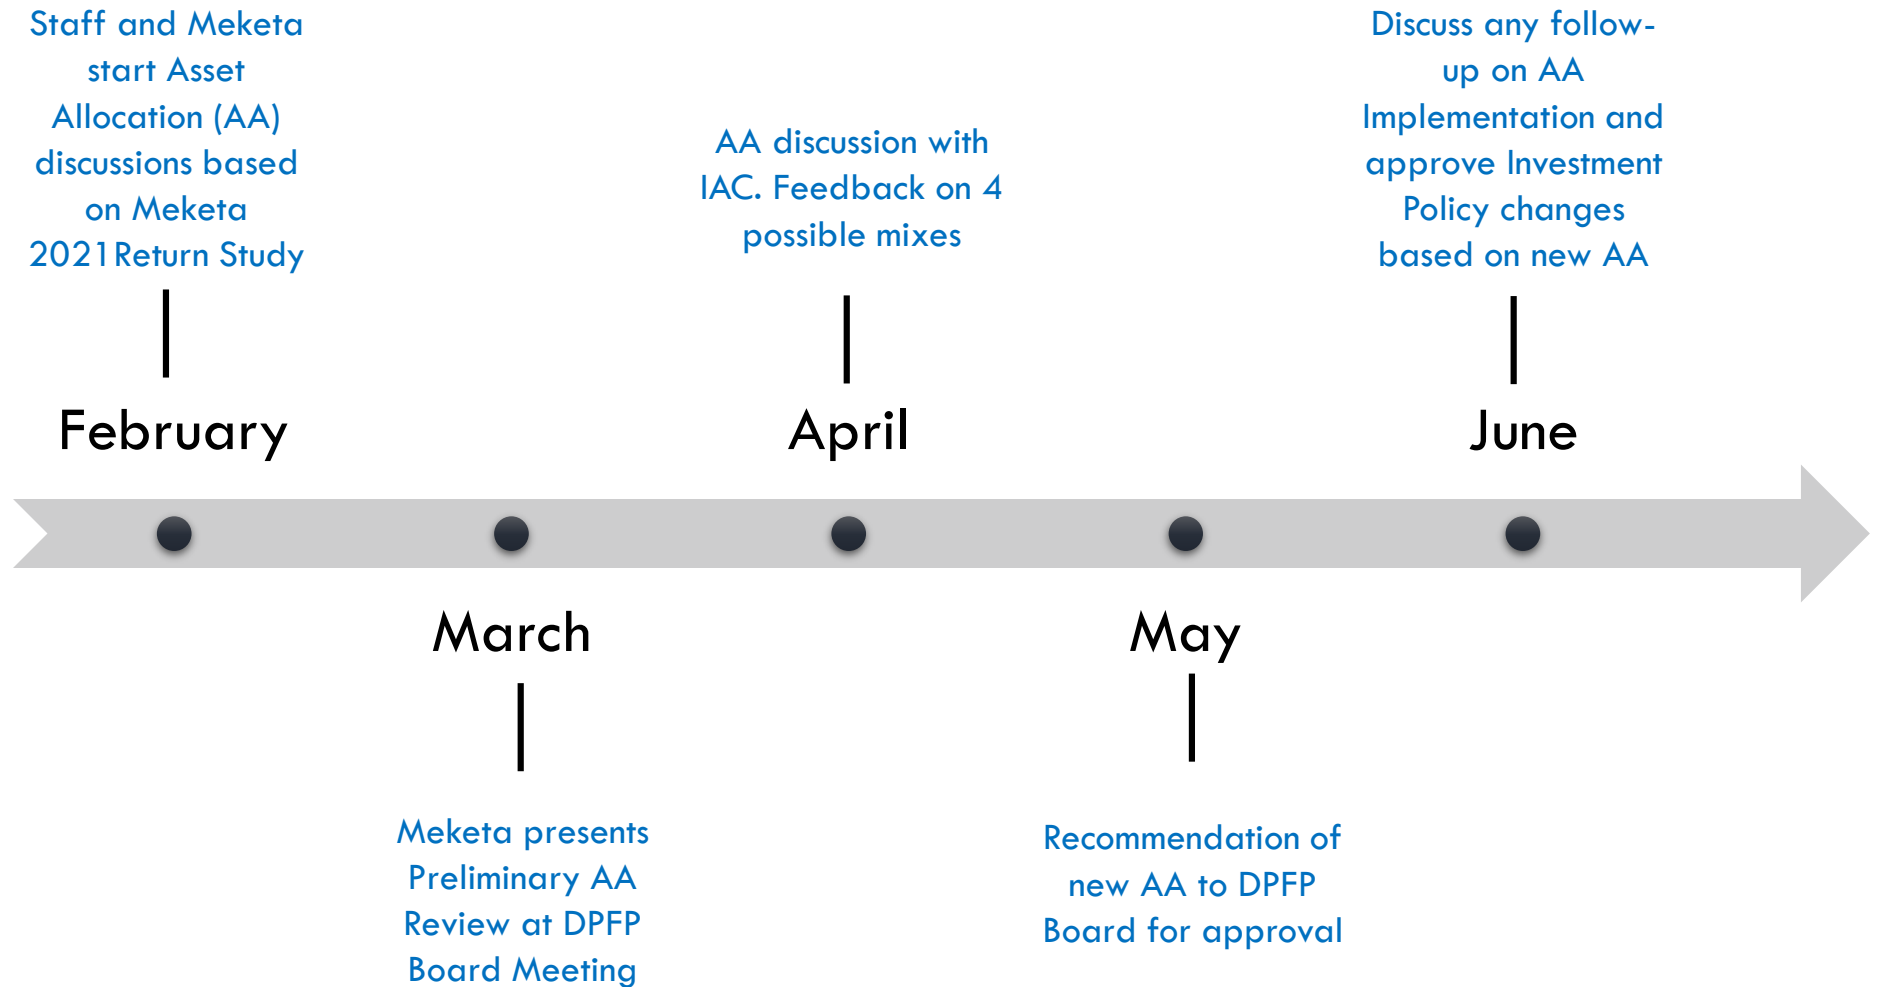 Staff and Meketa
start Asset
Allocation (AA)
discussions based
on Meketa
2021Return Study
February
Meketa presents
Preliminary AA
Review at DPFP
Board Meeting
March
AA discussion with
IAC. Feedback on 4
possible mixes
April
May
Recommendation of
new AA to DPFP
Board for approval
Discuss any follow-
up on AA
Implementation and
approve Investment
Policy changes
based on new AA
June